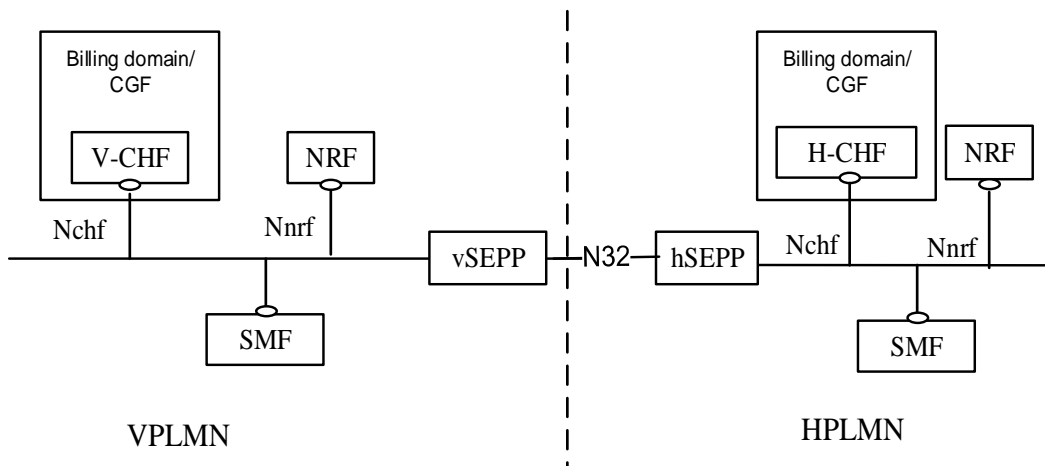 Billing domain/
CGF
V-CHF
NRF
Nchf
Nnrf
vSEPP
SMF
VPLMN
N32
Billing domain/
CGF
H-CHF
NRF
hSEPP
Nchf
Nnrf
SMF
HPLMN